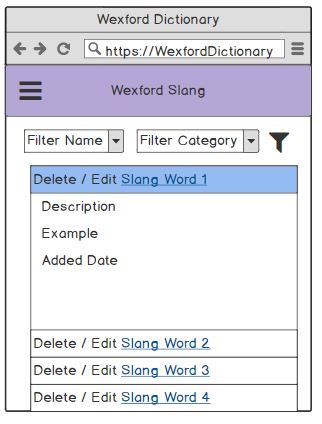 Wexford Dictionary
https://WexfordDictionary
Wexford Slang
Filter Name Filter Category
Delete / Edit Slang Word 1
Description
Example
Added Date
Delete / Edit Slang Word 2
Delete / Edit Slang Word 3
Delete / Edit Slang Word 4